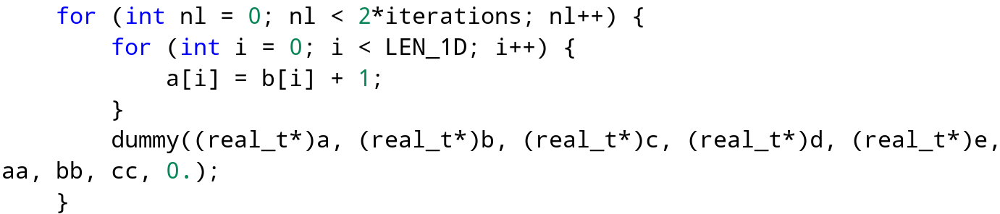 for (int nl = 0; nl < 2*iterations; nl++) {
        for (int i = 0; i < LEN_1D; i++) {
            a[i] = b[i] + 1;
        }
        dummy((real_t*)a, (real_t*)b, (real_t*)c, (real_t*)d, (real_t*)e,
aa, bb, cc, 0.);
    }